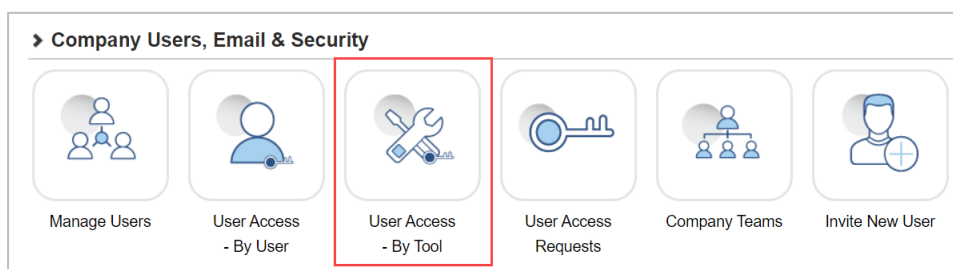 Company Users, Email & Security
Manage Users
User Access
- By User
User Access
- By Tool
User Access
Requests
Company Teams
Invite New User